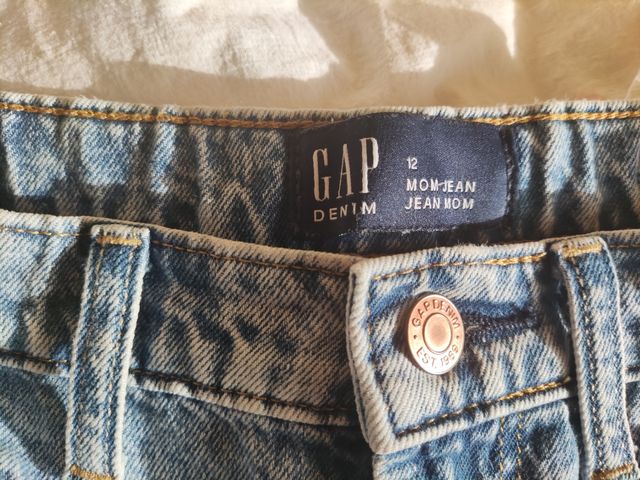 GAP
DENIM
12
MOM JEAN
JEAN MOM
GAP DENIM
EST. 1969